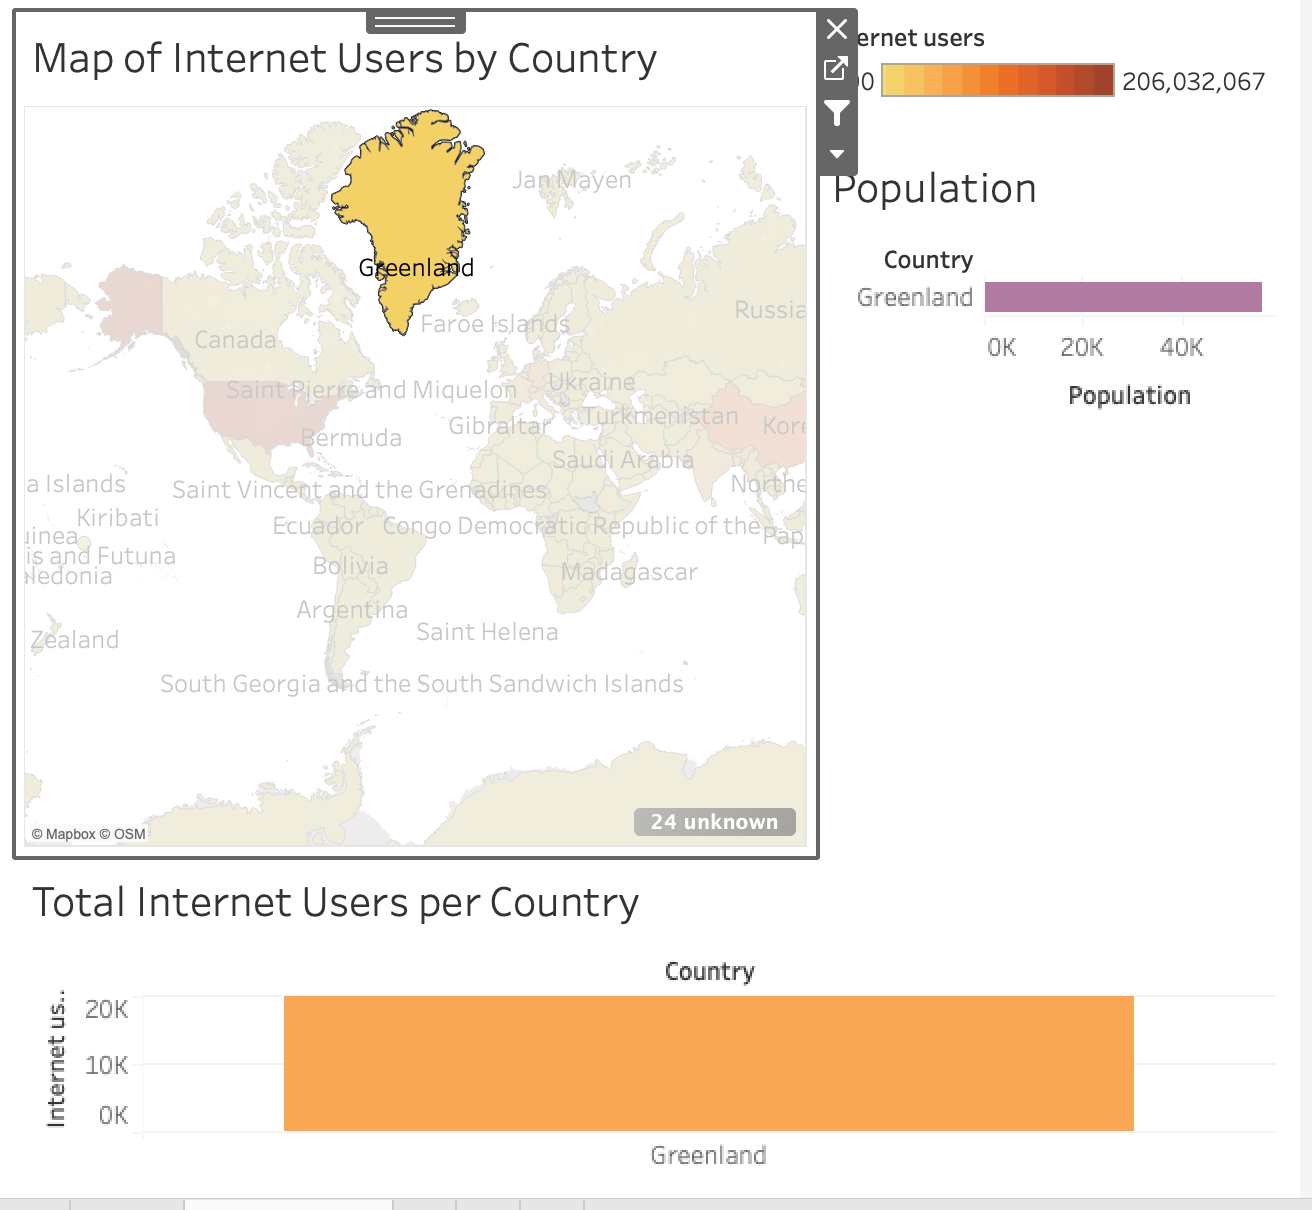 Map of Internet Users by Country
ernet users
0 206,032,067
Jan Mayen
Greenland
Russia
Faroe Islands
Canada
Saint Pierre and Miquelon
Ukraine
Gibraltar
Turkmenistan
Kore
Bermuda
Saudi Arabia
a Islands
Saint Vincent and the Grenadines
Northe
Kiribati
Ecuador
Congo Democratic Republic of the
Pap
uinea
is and Futuna
Bolivia
Madagascar
aledonia
Argentina
Saint Helena
Zealand
South Georgia and the South Sandwich Islands
© Mapbox © OSM
24 unknown
Population
Country
Greenland
0K 20K 40K
Population
Total Internet Users per Country
Country
Internet us..
20K
10K
0K
Greenland